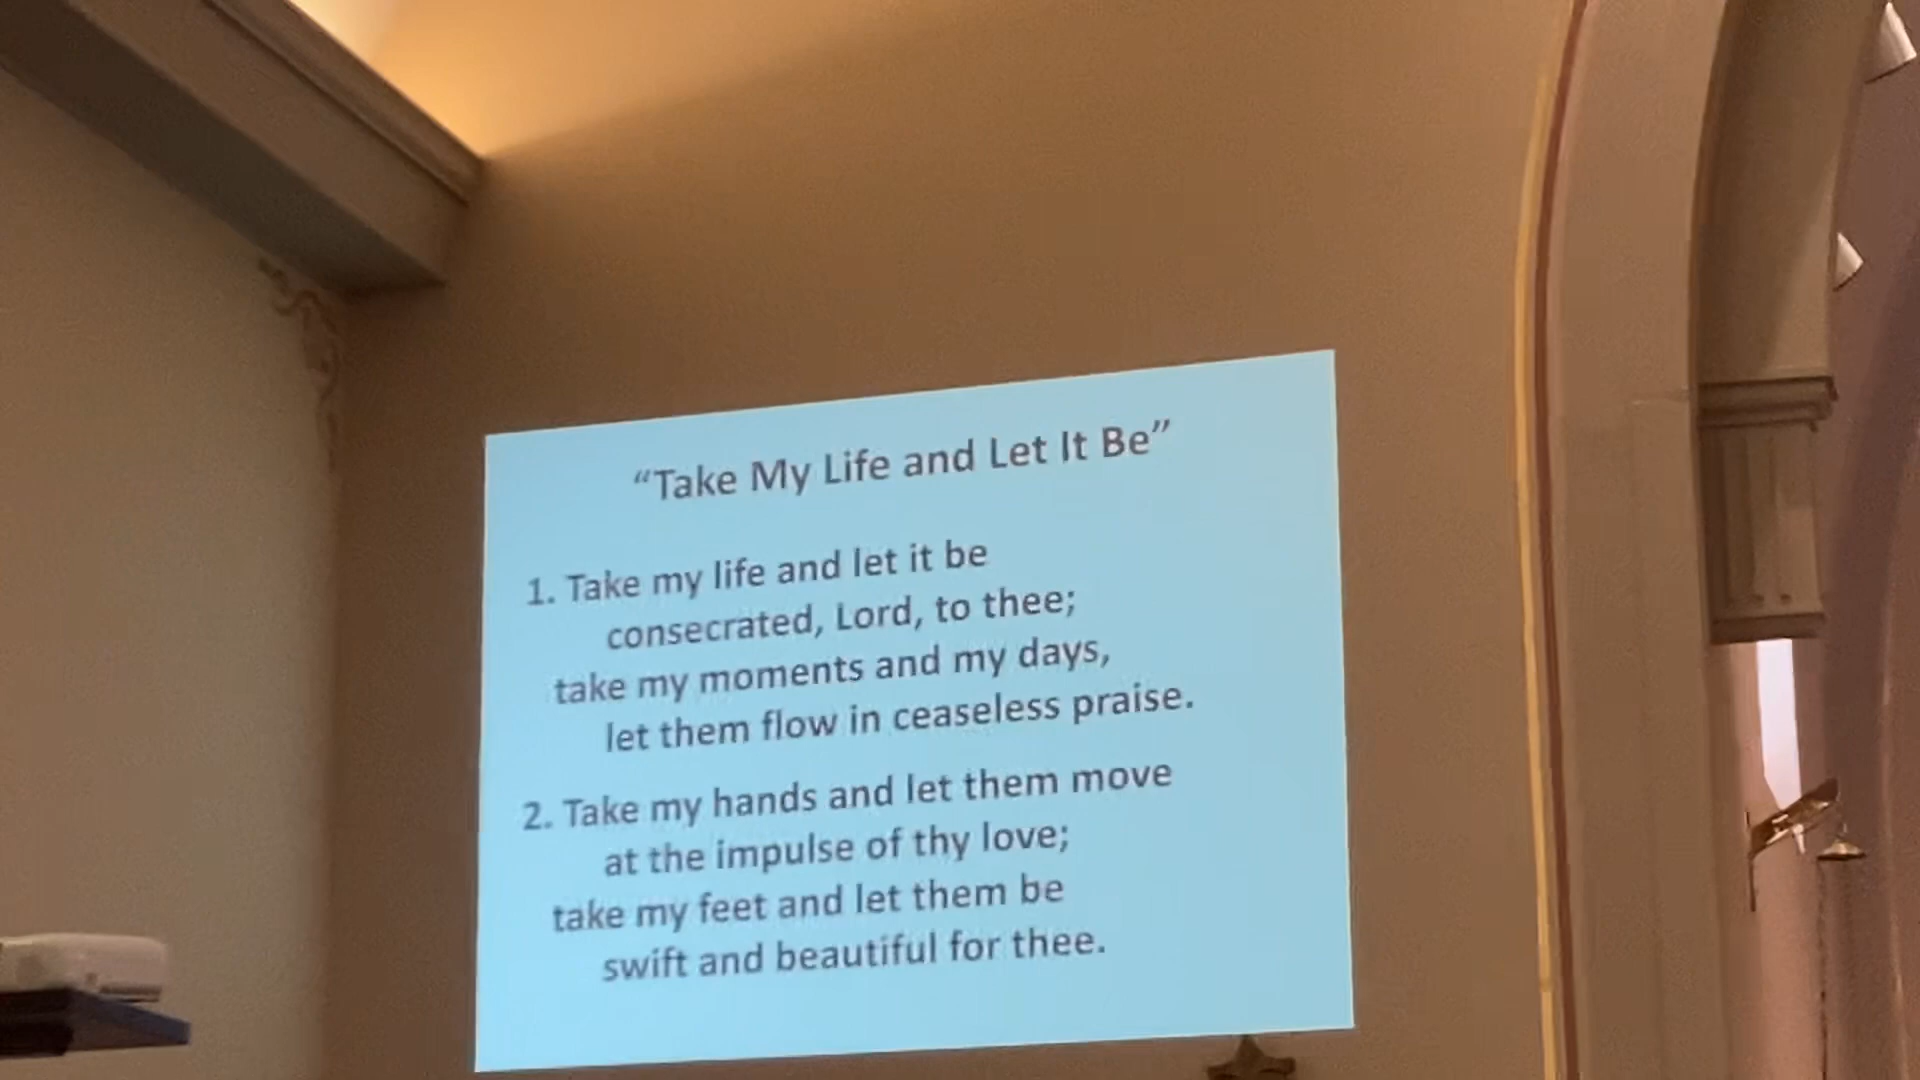 “Take My Life and Let It Be”
1. Take my life and let it be
consecrated, Lord, to thee;
take my moments and my days,
let them flow in ceaseless praise.
2. Take my hands and let them move
at the impulse of thy love;
take my feet and let them be
swift and beautiful for thee.